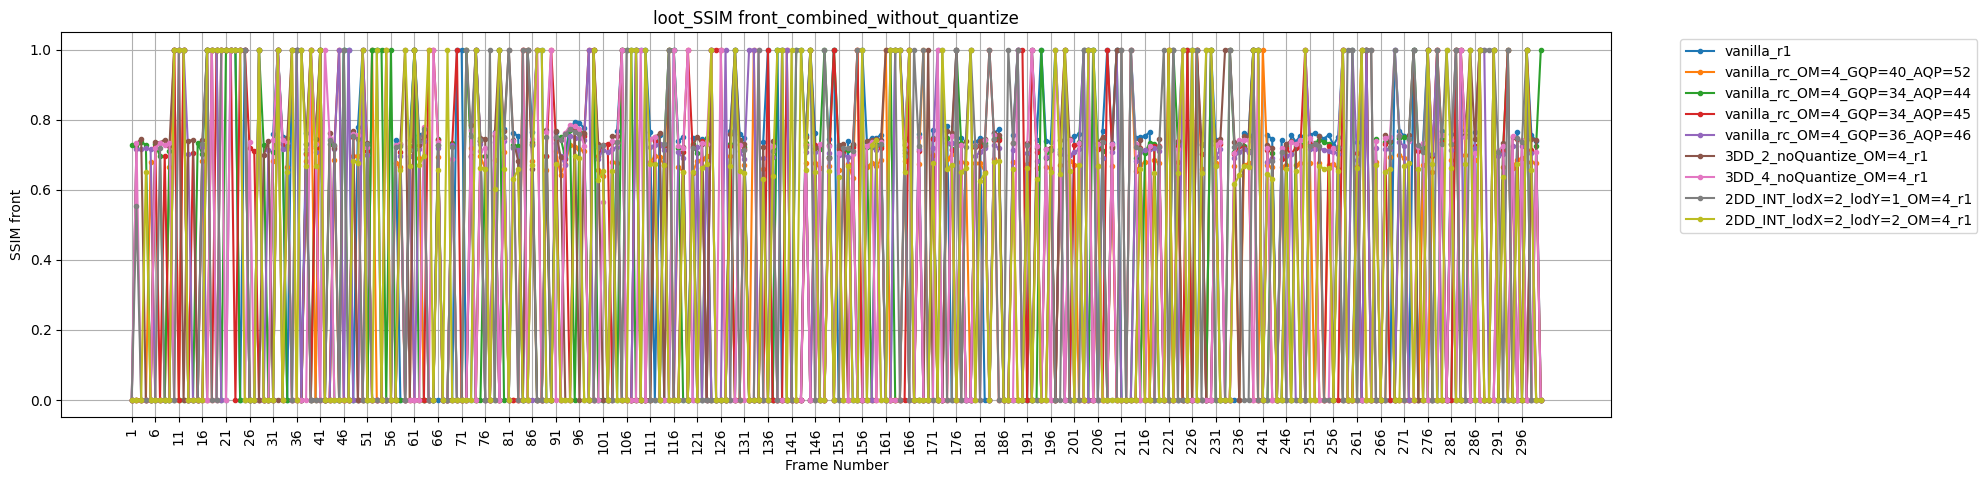 loot_SSIM front_combined_without_quantize
SSIM front
1.0
0.8
0.6
0.4
0.2
0.0
1 6 11 16 21 26 31 36 41 46 51 56 61 66 71 76 81 86 91 96 101 106 111 116 121 126 131 136 141 146 151 156 161 166 171 176 181 186 191 196 201 206 211 216 221 226 231 236 241 246 251 256 261 266 271 276 281 286 291 296
Frame Number
vanilla_r1
vanilla_rc_OM=4_GQP=40_AQP=52
vanilla_rc_OM=4_GQP=34_AQP=44
vanilla_rc_OM=4_GQP=34_AQP=45
vanilla_rc_OM=4_GQP=36_AQP=46
3DD_2_noQuantize_OM=4_r1
3DD_4_noQuantize_OM=4_r1
2DD_INT_lodX=2_lodY=1_OM=4_r1
2DD_INT_lodX=2_lodY=2_OM=4_r1